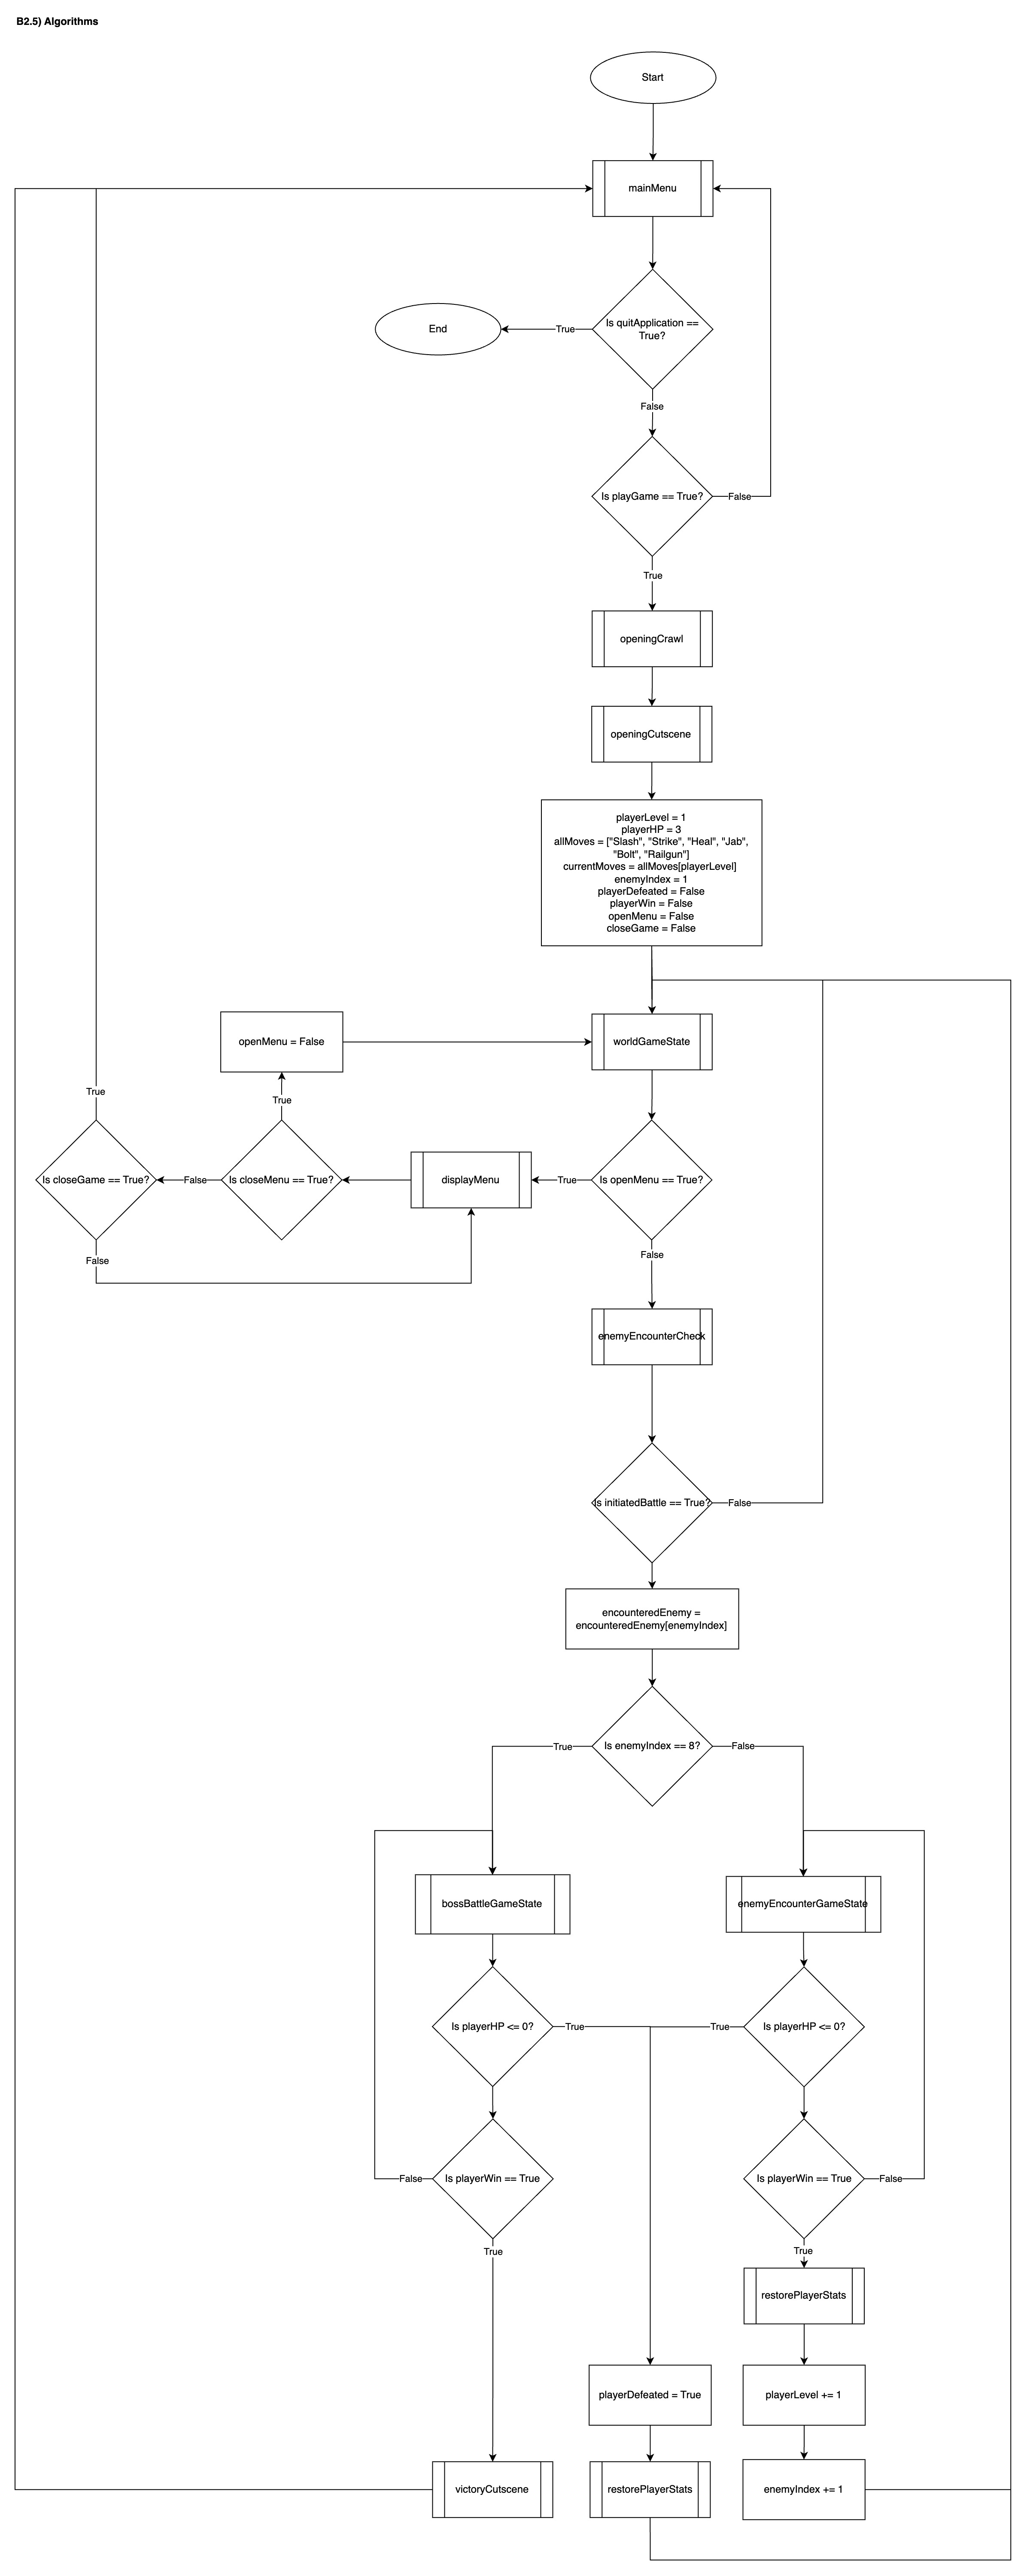 B2.5) Algorithms
Start
mainMenu
Is quitApplication ==
True?
True
End
False
Is playGame == True?
False
True
openingCrawl
openingCutscene
playerLevel = 1
playerHP = 3
allMoves = ["Slash", "Strike", "Heal", "Jab",
"Bolt", "Railgun"]
currentMoves = allMoves[playerLevel]
enemyIndex = 1
playerDefeated = False
playerWin = False
openMenu = False
closeGame = False
openMenu = False
worldGameState
True
True
Is closeGame == True?
False
Is closeMenu == True?
displayMenu
True
Is openMenu == True?
False
False
enemyEncounterCheck
Is initiatedBattle == True?
False
encounteredEnemy =
encounteredEnemy[enemyIndex]
True
Is enemyIndex == 8?
False
bossBattleGameState
enemyEncounterGameState
Is playerHP <= 0?
True
True
Is playerHP <= 0?
False
Is playerWin == True
Is playerWin == True
False
True
True
restorePlayerStats
playerDefeated = True
playerLevel += 1
victoryCutscene
restorePlayerStats
enemyIndex += 1